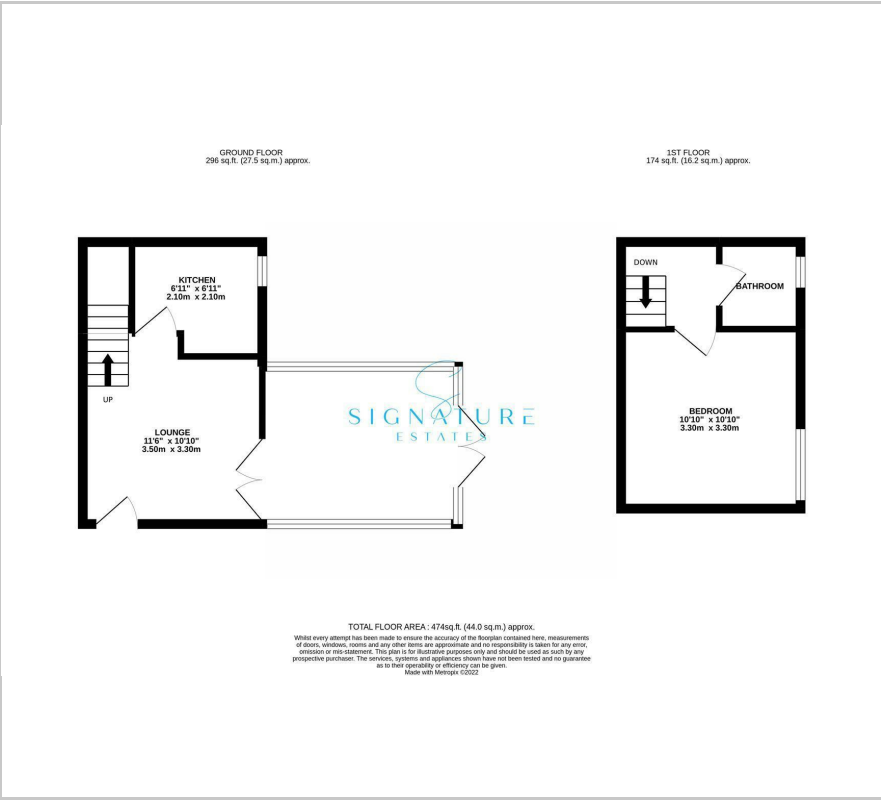 GROUND FLOOR
296 sq.ft. (27.5 sq.m.) approx.
1ST FLOOR
174 sq.ft. (16.2 sq.m.) approx.
KITCHEN
6'11" x 6'11"
2.10m x 2.10m
UP
LOUNGE
11'6" x 10'10"
3.50m x 3.30m
SIGNATURE
ESTATES
DOWN
BATHROOM
BEDROOM
10'10" x 10'10"
3.30m x 3.30m
TOTAL FLOOR AREA : 474sq.ft. (44.0 sq.m.) approx.
Whilst every attempt has been made to ensure the accuracy of the floorplan contained here, measurements
of doors, windows, rooms and any other items are approximate and no responsibility is taken for any error,
omission or mis-statement. This plan is for illustrative purposes only and should be used as such by any
prospective purchaser. The services, systems and appliances shown have not been tested and no guarantee
as to their operability or efficiency can be given.
Made with Metropix ©2022